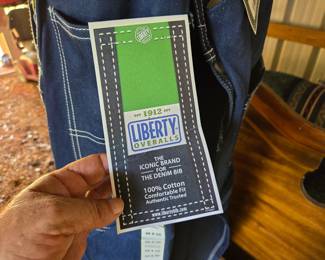 EST 1912 EST
LIBERTY
OVERALLS
THE
ICONIC BRAND
FOR
THE DENIM BIB
100% Cotton
Comfortable Fit
Authentic Trusted